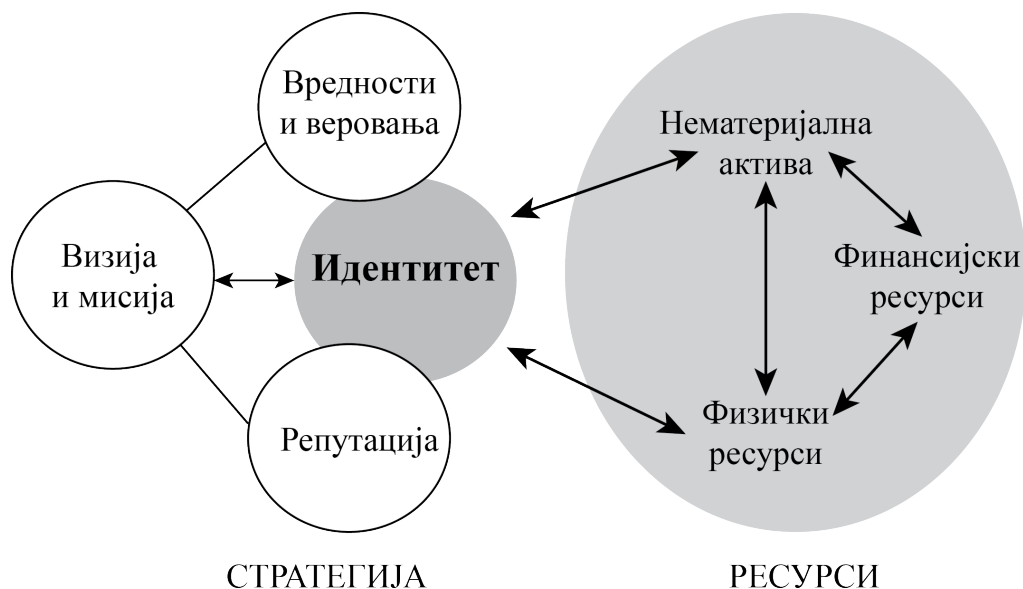 Вредности
и веровања
Визија
и мисија
Идентитет
Репутација
СТРАТЕГИЈА
Нематеријална
актива
Финансијски
ресурси
Физички
ресурси
РЕСУРСИ